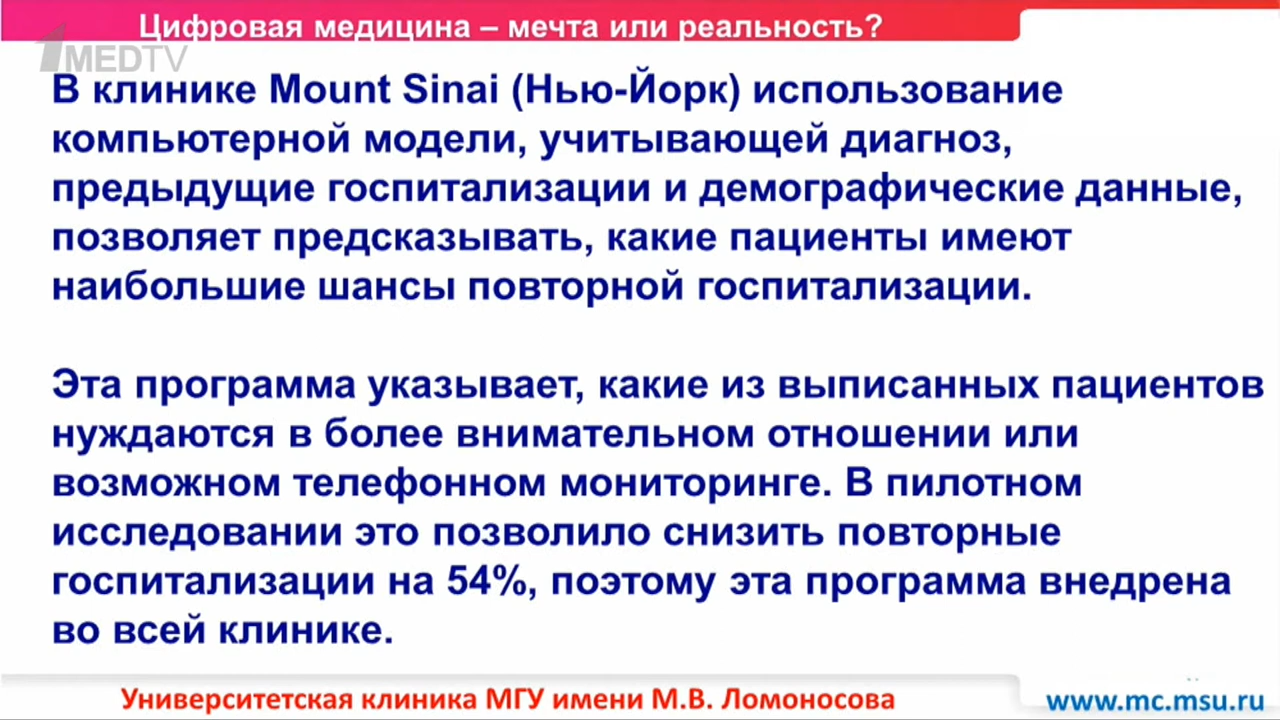 Цифровая медицина – мечта или реальность?
1MEDTV
В клинике Mount Sinai (Нью-Йорк) использование
компьютерной модели, учитывающей диагноз,
предыдущие госпитализации и демографические данные,
позволяет предсказывать, какие пациенты имеют
наибольшие шансы повторной госпитализации.
Эта программа указывает, какие из выписанных пациентов
нуждаются в более внимательном отношении или
возможном телефонном мониторинге. В пилотном
исследовании это позволило снизить повторные
госпитализации на 54%, поэтому эта программа внедрена
во всей клинике.
Университетская клиника МГУ имени М.В. Ломоносова
www.mc.msu.ru